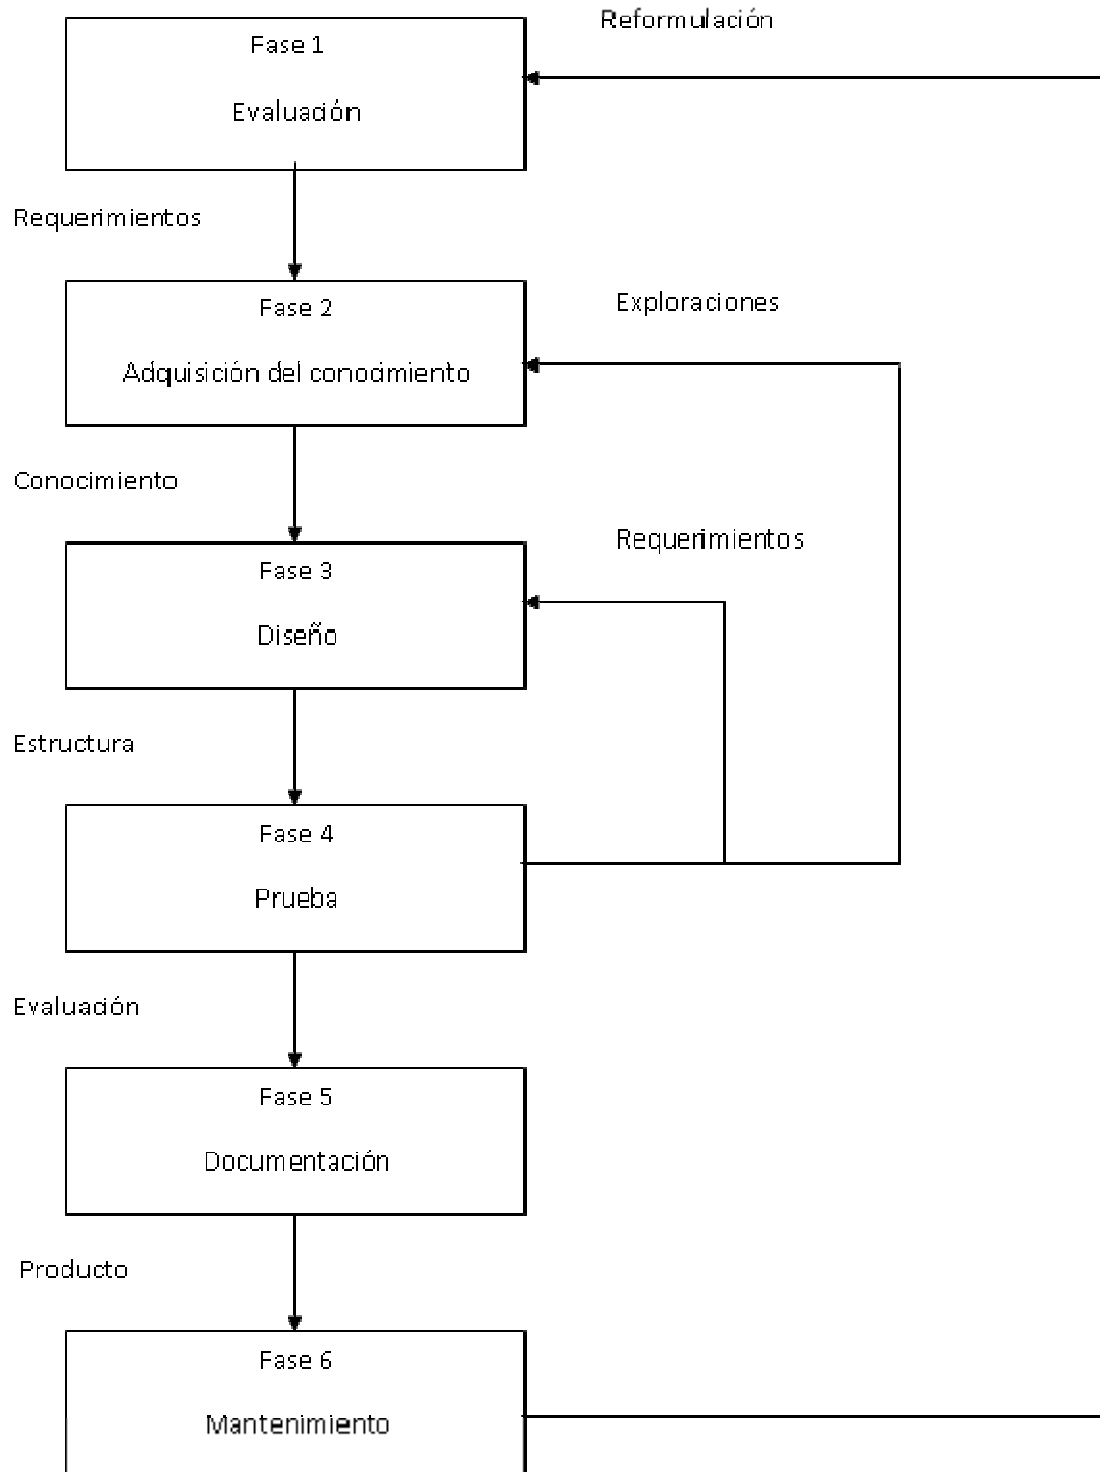 Reformulación
Fase 1
Evaluación
Requerimientos
Fase 2
Exploraciones
Adquisición del conocimiento
Conocimiento
Requerimientos
Fase 3
Diseño
Estructura
Fase 4
Prueba
Evaluación
Fase 5
Documentación
Producto
Fase 6
Mantenimiento